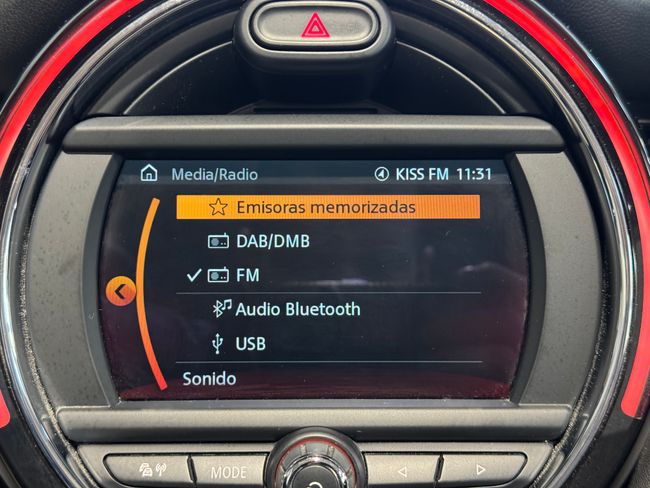 Media/Radio KISS FM 11:31
Emisoras memorizadas
DAB/DMB
FM
Audio Bluetooth
USB
Sonido
MODE